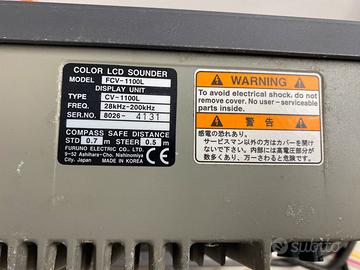 COLOR LCD SOUNDER
MODEL FCV-1100L
DISPLAY UNIT
TYPE CV-1100L
FREQ. 28kHz-200kHz
SER.NO. 8026- 4131
COMPASS SAFE DISTANCE
STD 0.7 m STEER 0.5 m
FURUNO ELECTRIC CO., LTD.
9-52 Ashihara-Cho, Nishinomiya
City, Japan MADE IN KOREA
WARNING
To avoid electrical shock, do not
remove cover. No user-serviceable
parts inside.
警告
感電の恐れあり。
サービスマン以外の方はカバーを開け
ないで下さい。内部には高電圧部分が
数多くあり、万一さわると危険です。
subito